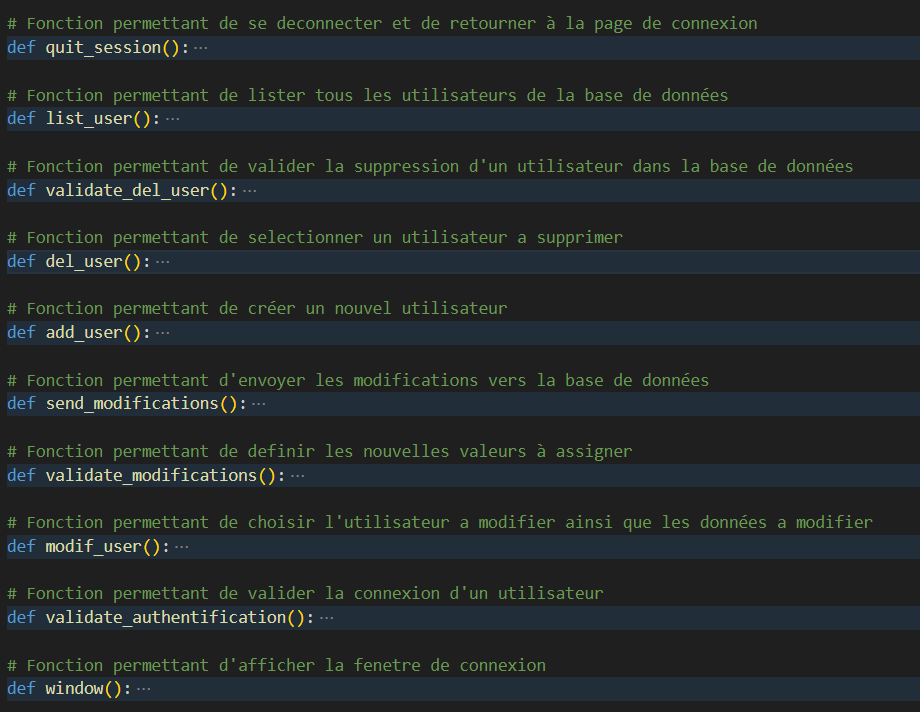 # Fonction permettant de se deconnecter et de retourner à la page de connexion
def quit_session(): ···
# Fonction permettant de lister tous les utilisateurs de la base de données
def list_user(): ···
# Fonction permettant de valider la suppression d'un utilisateur dans la base de données
def validate_del_user(): ···
# Fonction permettant de selectionner un utilisateur a supprimer
def del_user(): ···
# Fonction permettant de créer un nouvel utilisateur
def add_user(): ···
# Fonction permettant d'envoyer les modifications vers la base de données
def send_modifications(): ···
# Fonction permettant de definir les nouvelles valeurs à assigner
def validate_modifications(): ···
# Fonction permettant de choisir l'utilisateur a modifier ainsi que les données a modifier
def modif_user(): ···
# Fonction permettant de valider la connexion d'un utilisateur
def validate_authentification(): ···
# Fonction permettant d'afficher la fenetre de connexion
def window(): ···